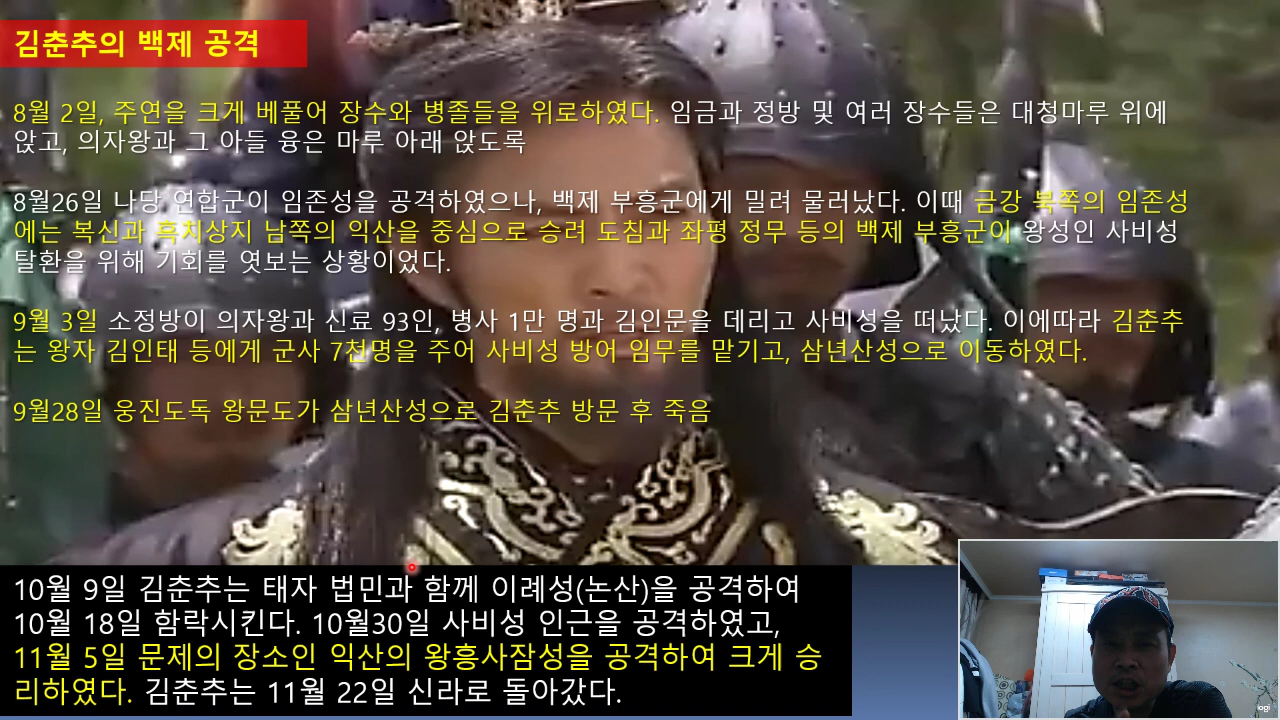 김춘추의 백제 공격
8월 2일, 주연을 크게 베풀어 장수와 병졸들을 위로하였다. 임금과 정방 및 여러 장수들은 대청마루 위에
앉고, 의자왕과 그 아들 융은 마루 아래 앉도록
8월26일 나당 연합군이 임존성을 공격하였으나, 백제 부흥군에게 밀려 물러났다. 이때 금강 북쪽의 임존성
에는 복신과 흑치상지 남쪽의 익산을 중심으로 승려 도침과 좌평 정무 등의 백제 부흥군이 왕성인 사비성
탈환을 위해 기회를 엿보는 상황이었다.
9월 3일 소정방이 의자왕과 신료 93인, 병사 1만 명과 김인문을 데리고 사비성을 떠났다. 이에따라 김춘추
는 왕자 김인태 등에게 군사 7천명을 주어 사비성 방어 임무를 맡기고, 삼년산성으로 이동하였다.
9월28일 웅진도독 왕문도가 삼년산성으로 김춘추 방문 후 죽음
10월 9일 김춘추는 태자 법민과 함께 이례성(논산)을 공격하여
10월 18일 함락시킨다. 10월30일 사비성 인근을 공격하였고,
11월 5일 문제의 장소인 익산의 왕흥사잠성을 공격하여 크게 승
리하였다. 김춘추는 11월 22일 신라로 돌아갔다.
logi